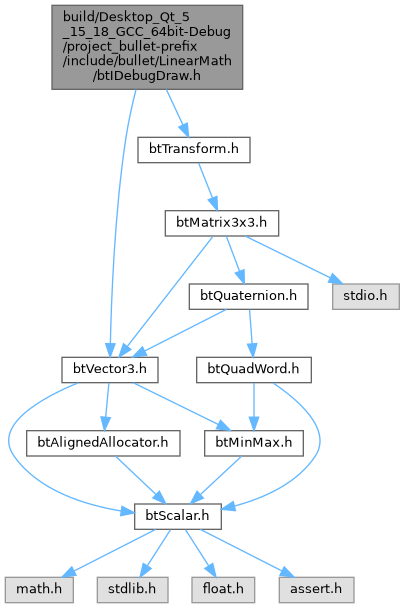 build/Desktop_Qt_5
_15_18_GCC_64bit-Debug
/project_bullet-prefix
/include/bullet/LinearMath
/btIDebugDraw.h
btTransform.h
btMatrix3x3.h
btQuaternion.h
stdio.h
btVector3.h
btQuadWord.h
btAlignedAllocator.h
btMinMax.h
btScalar.h
math.h
stdlib.h
float.h
assert.h